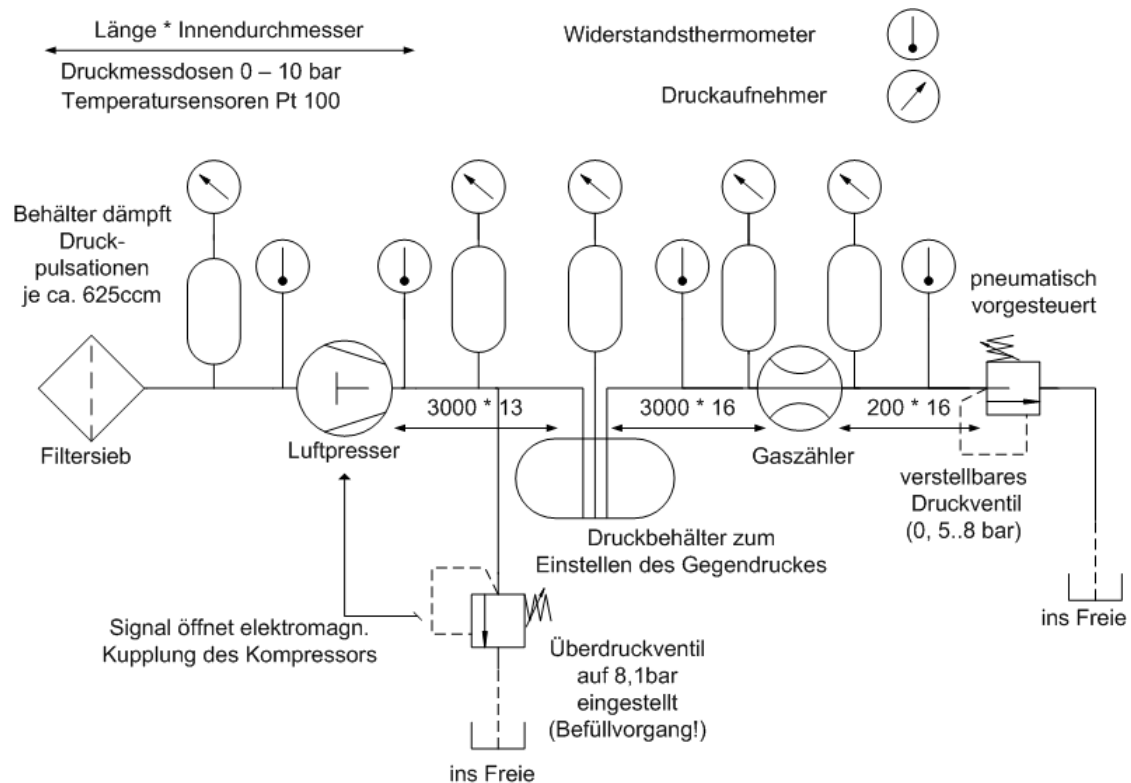 Länge * Innendurchmesser
Druckmessdosen 0 – 10 bar
Temperatursensoren Pt 100
Widerstandsthermometer
Druckaufnehmer
Behälter dämpft
Druck-
pulsationen
je ca. 625ccm
pneumatisch
vorgesteuert
Filtersieb
Luftpresser
3000 * 13
3000 * 16
Gaszähler
200 * 16
verstellbares
Druckventil
(0, 5..8 bar)
Druckbehälter zum
Einstellen des Gegendruckes
ins Freie
Signal öffnet elektromagn.
Kupplung des Kompressors
Überdruckventil
auf 8,1bar
eingestellt
(Befüllvorgang!)
ins Freie